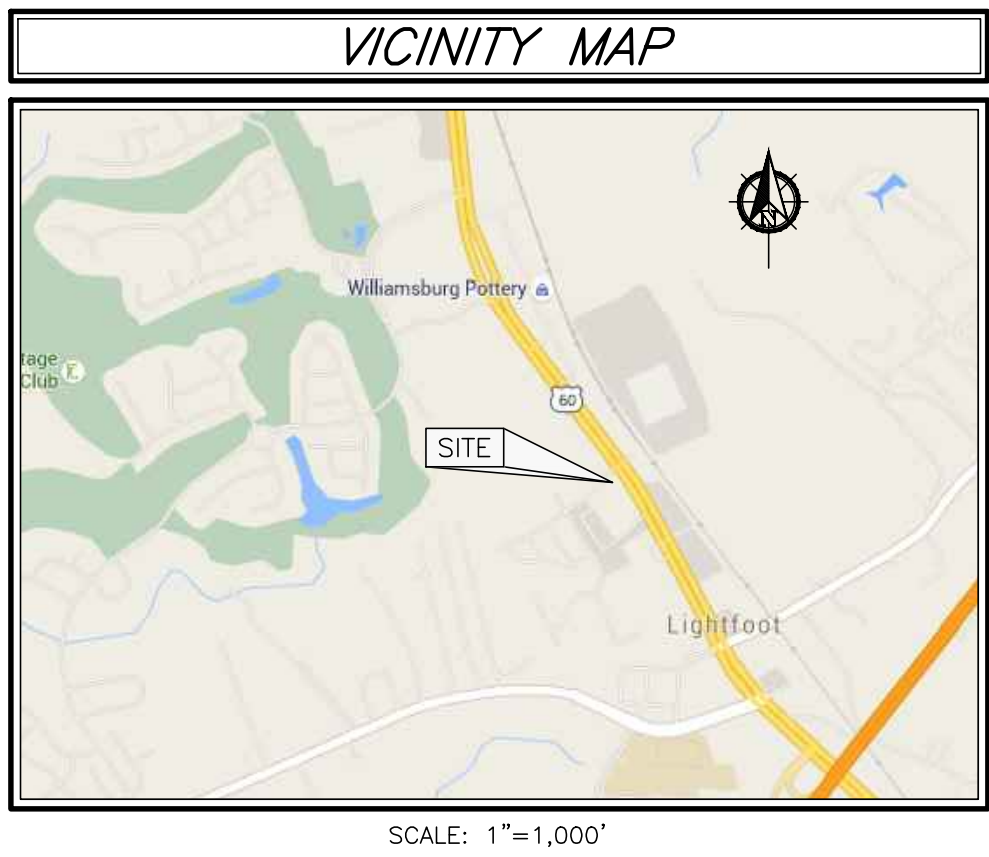 VICINITY MAP
N
Williamsburg Pottery
tage
Club
60
SITE
Lightfoot
SCALE: 1"=1,000'